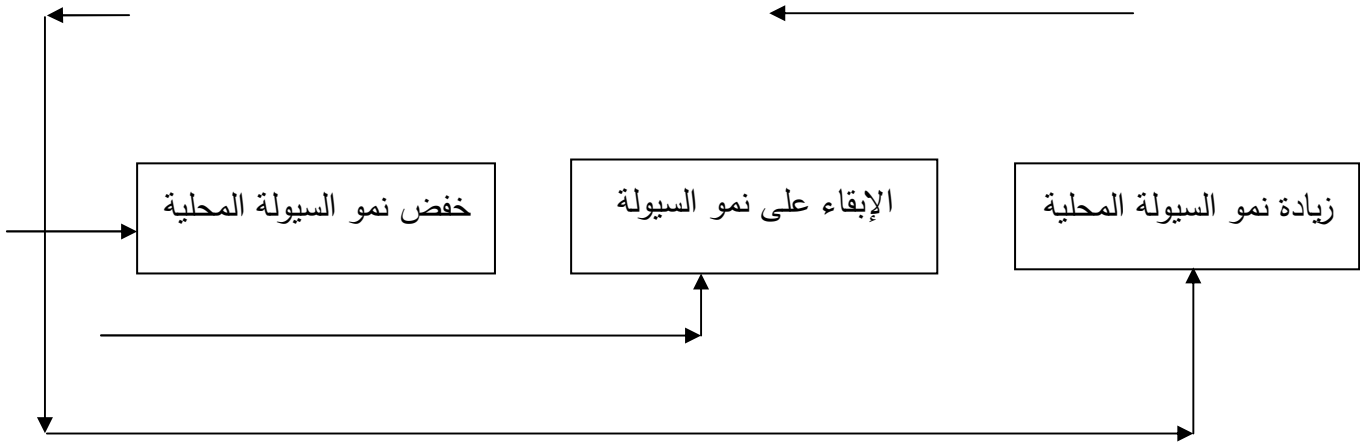 زيادة نمو السيولة المحلية
الإبقاء على نمو السيولة
خفض نمو السيولة المحلية